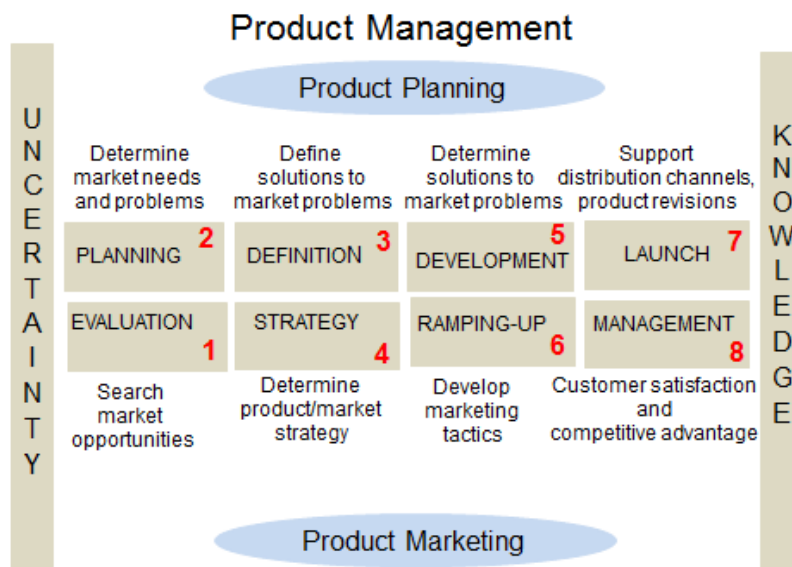 Product Management
Product Planning
UNCERTAINTY
Determine
market needs
and problems
Define
solutions to
market problems
Determine
solutions to
market problems
Support
distribution channels,
product revisions
PLANNING 2
DEFINITION 3
DEVELOPMENT 5
LAUNCH 7
EVALUATION 1
STRATEGY 4
RAMPING-UP 6
MANAGEMENT 8
Search
market
opportunities
Determine
product/market
strategy
Develop
marketing
tactics
Customer satisfaction
and
competitive advantage
KNOWLEDGE
Product Marketing